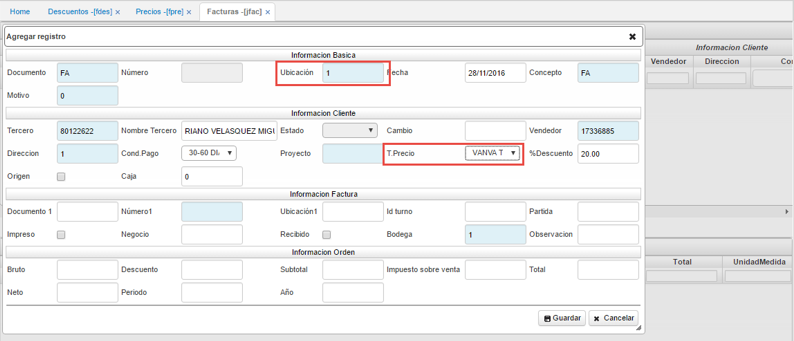 Home Descuentos -[fdes] × Precios -[fpre] × Facturas -[jfac] ×
Agregar registro ✖
Informacion Basica
Documento FA Número Ubicación 1 Fecha 28/11/2016 Concepto FA
Motivo 0
Informacion Cliente
Tercero 80122622 Nombre Tercero RIANO VELASQUEZ MIGU Estado Cambio Vendedor 17336885
Direccion 1 Cond.Pago 30-60 DI Proyecto T.Precio VANVA T %Descuento 20.00
Origen Caja 0
Informacion Factura
Documento 1 Número1 Ubicación1 Id turno Partida
Impreso Negocio Recibido Bodega 1 Observacion
Informacion Orden
Bruto Descuento Subtotal Impuesto sobre venta Total
Neto Periodo Año
Guardar ✖ Cancelar
Informacion Cliente
Vendedor Direccion Co
Total UnidadMedida